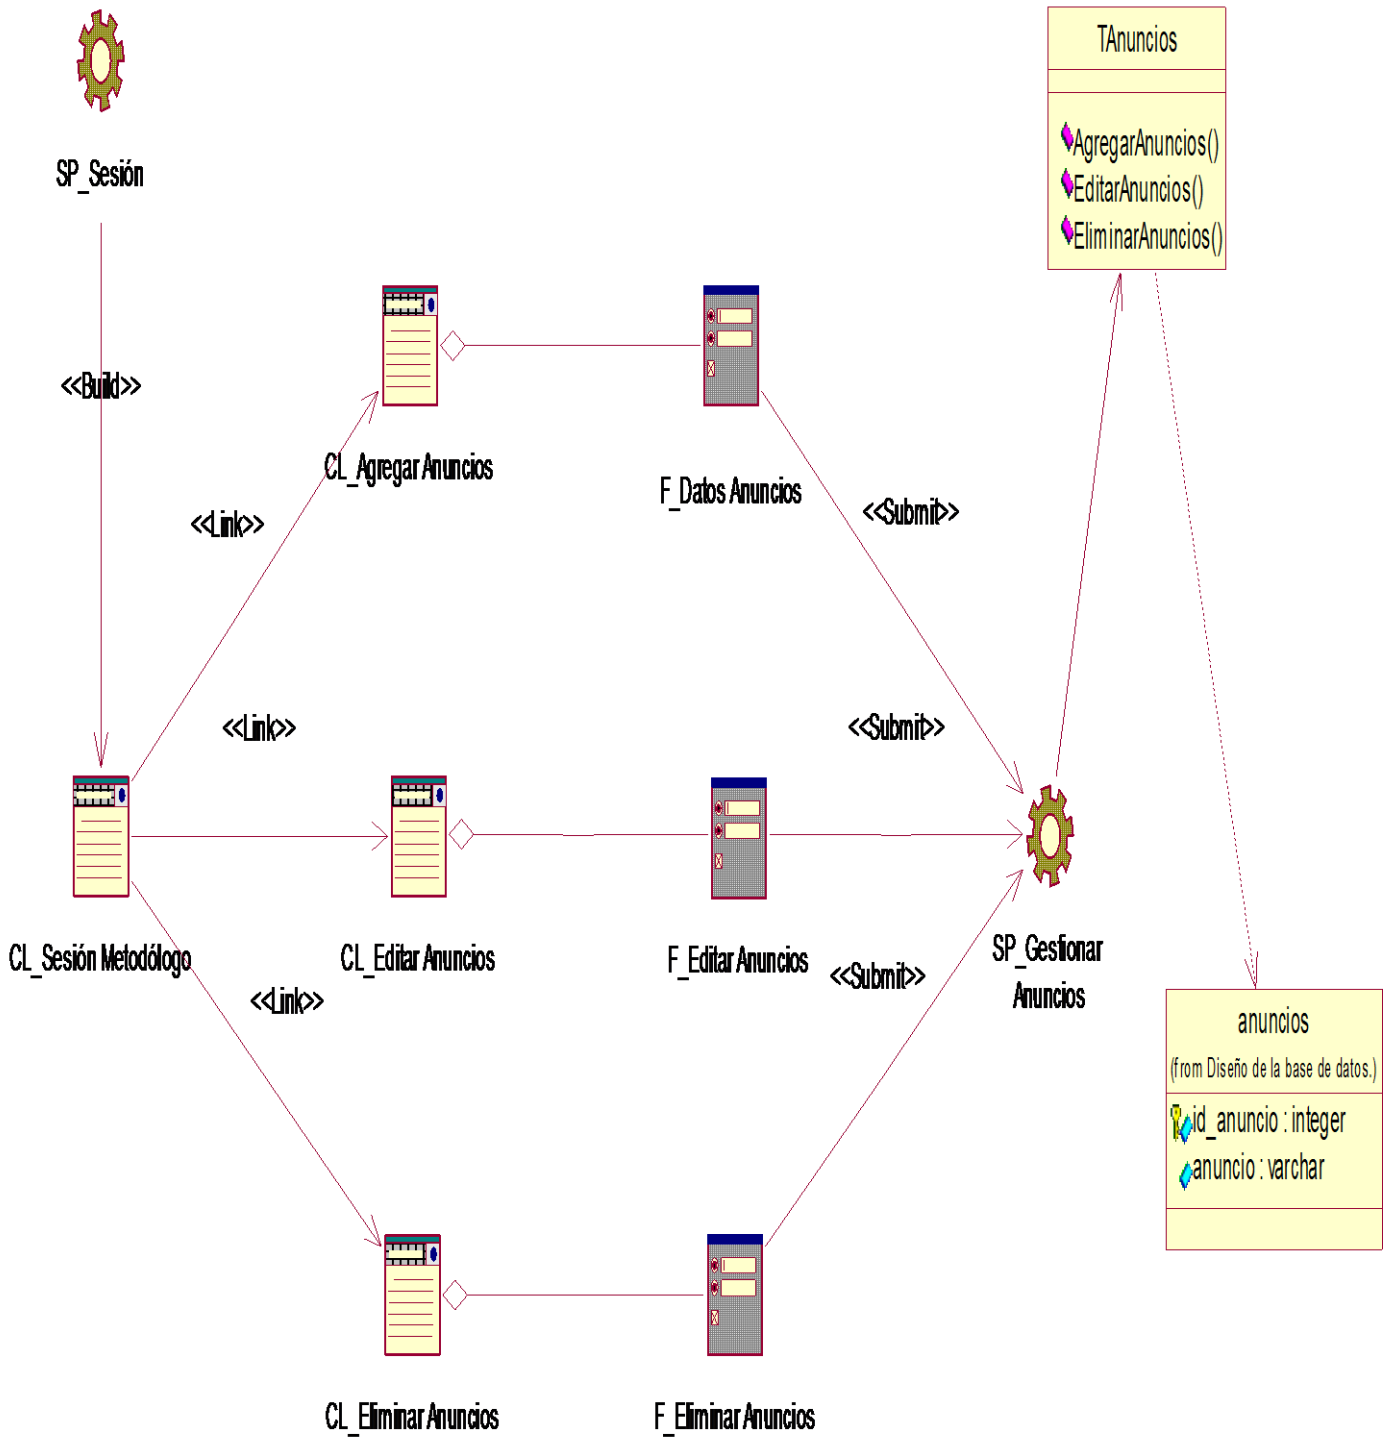 TAnuncios
AgregarAnuncios()
EditarAnuncios()
EliminarAnuncios()
SP_Sesión
<<Build>>
CL_Agregar Anuncios
F_Datos Anuncios
<<Link>>
<<Submit>>
<<Link>>
<<Submit>>
CL_Sesión Metodólogo
CL_Editar Anuncios
F_Editar Anuncios
SP_Gestionar
Anuncios
<<Link>>
<<Submit>>
anuncios
(from Diseño de la base de datos.)
id_anuncio : integer
anuncio : varchar
CL_Eliminar Anuncios
F_Eliminar Anuncios